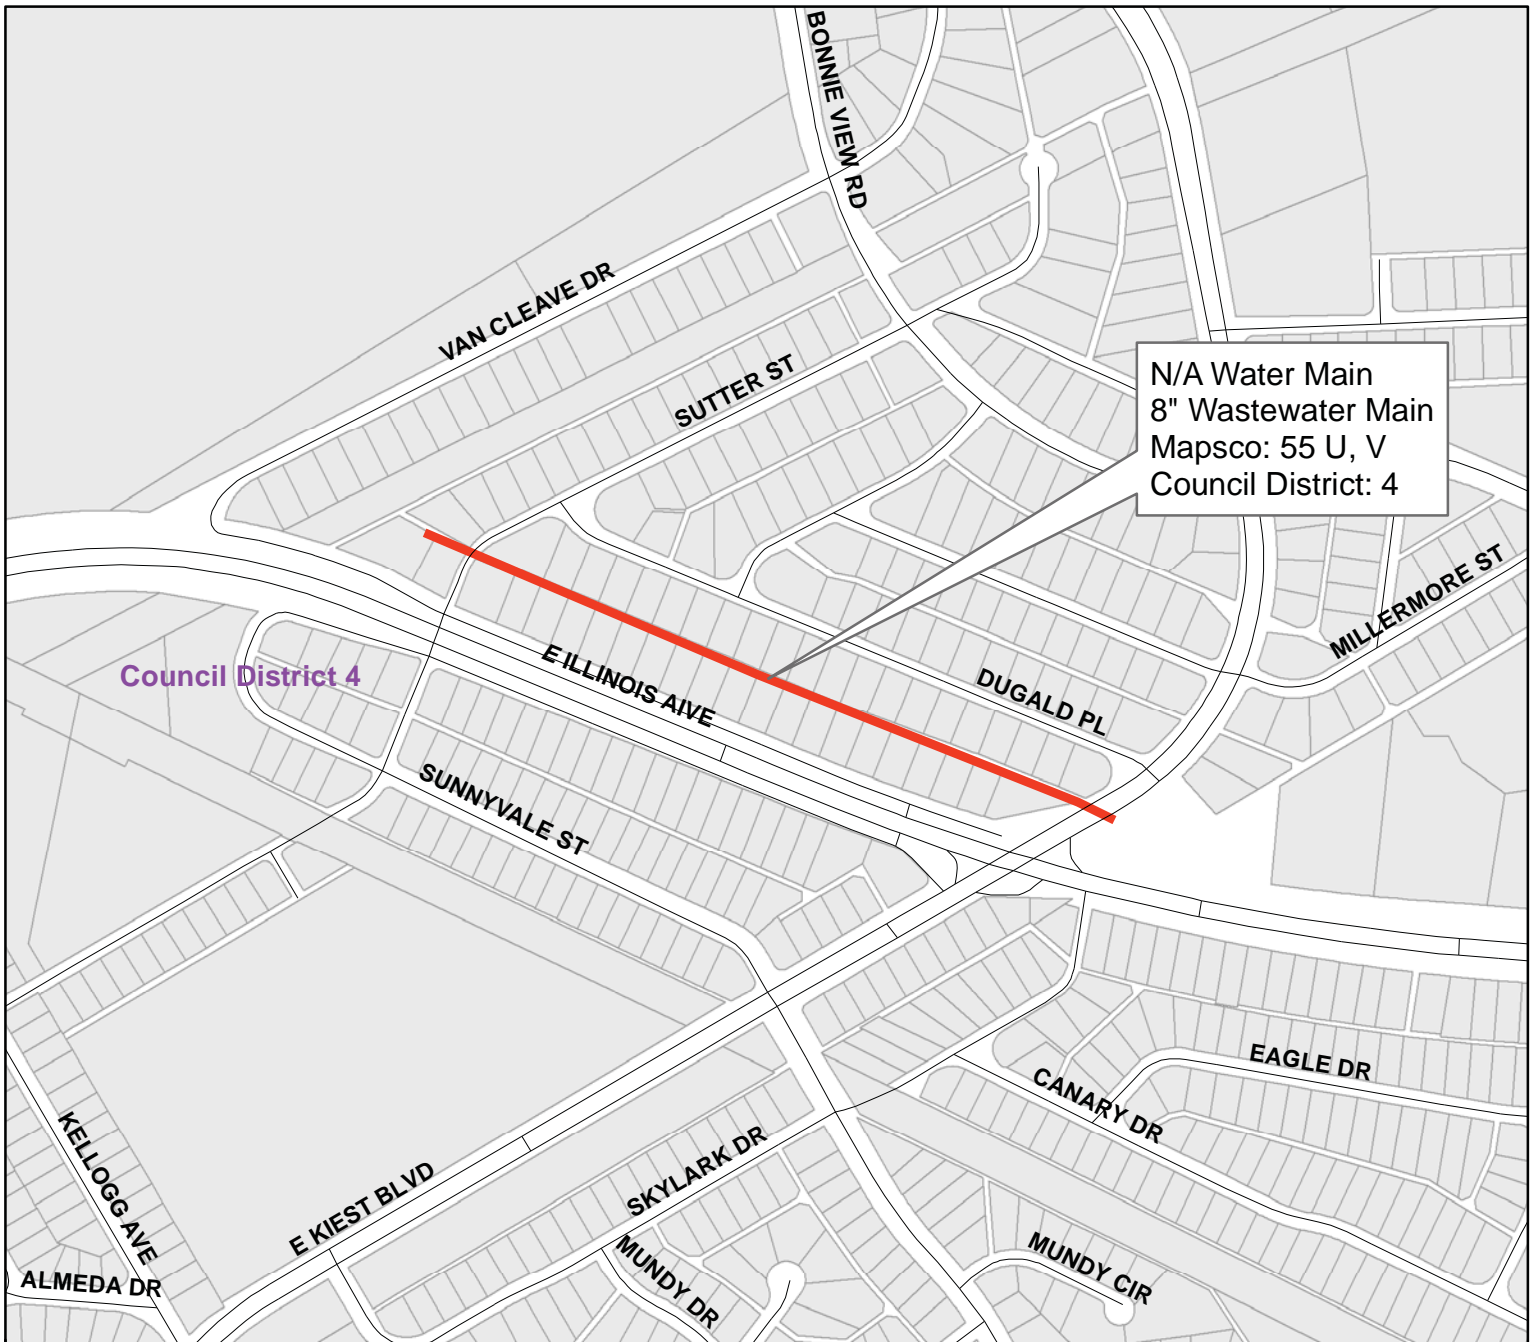 BONNIE VIEW RD
VAN CLEAVE DR
SUTTER ST
N/A Water Main
8" Wastewater Main
Mapsco: 55 U, V
Council District: 4
MILLERMORE ST
E ILLINOIS AIVE
Council District 4
DUGALD PL
SUNNYVALE ST
EAGLE DR
CANARY DR
KELLOGG AVE
SKYLARK DR
E KIEST BLVD
MUNDY DR
MUNDY CIR
ALMEDA DR